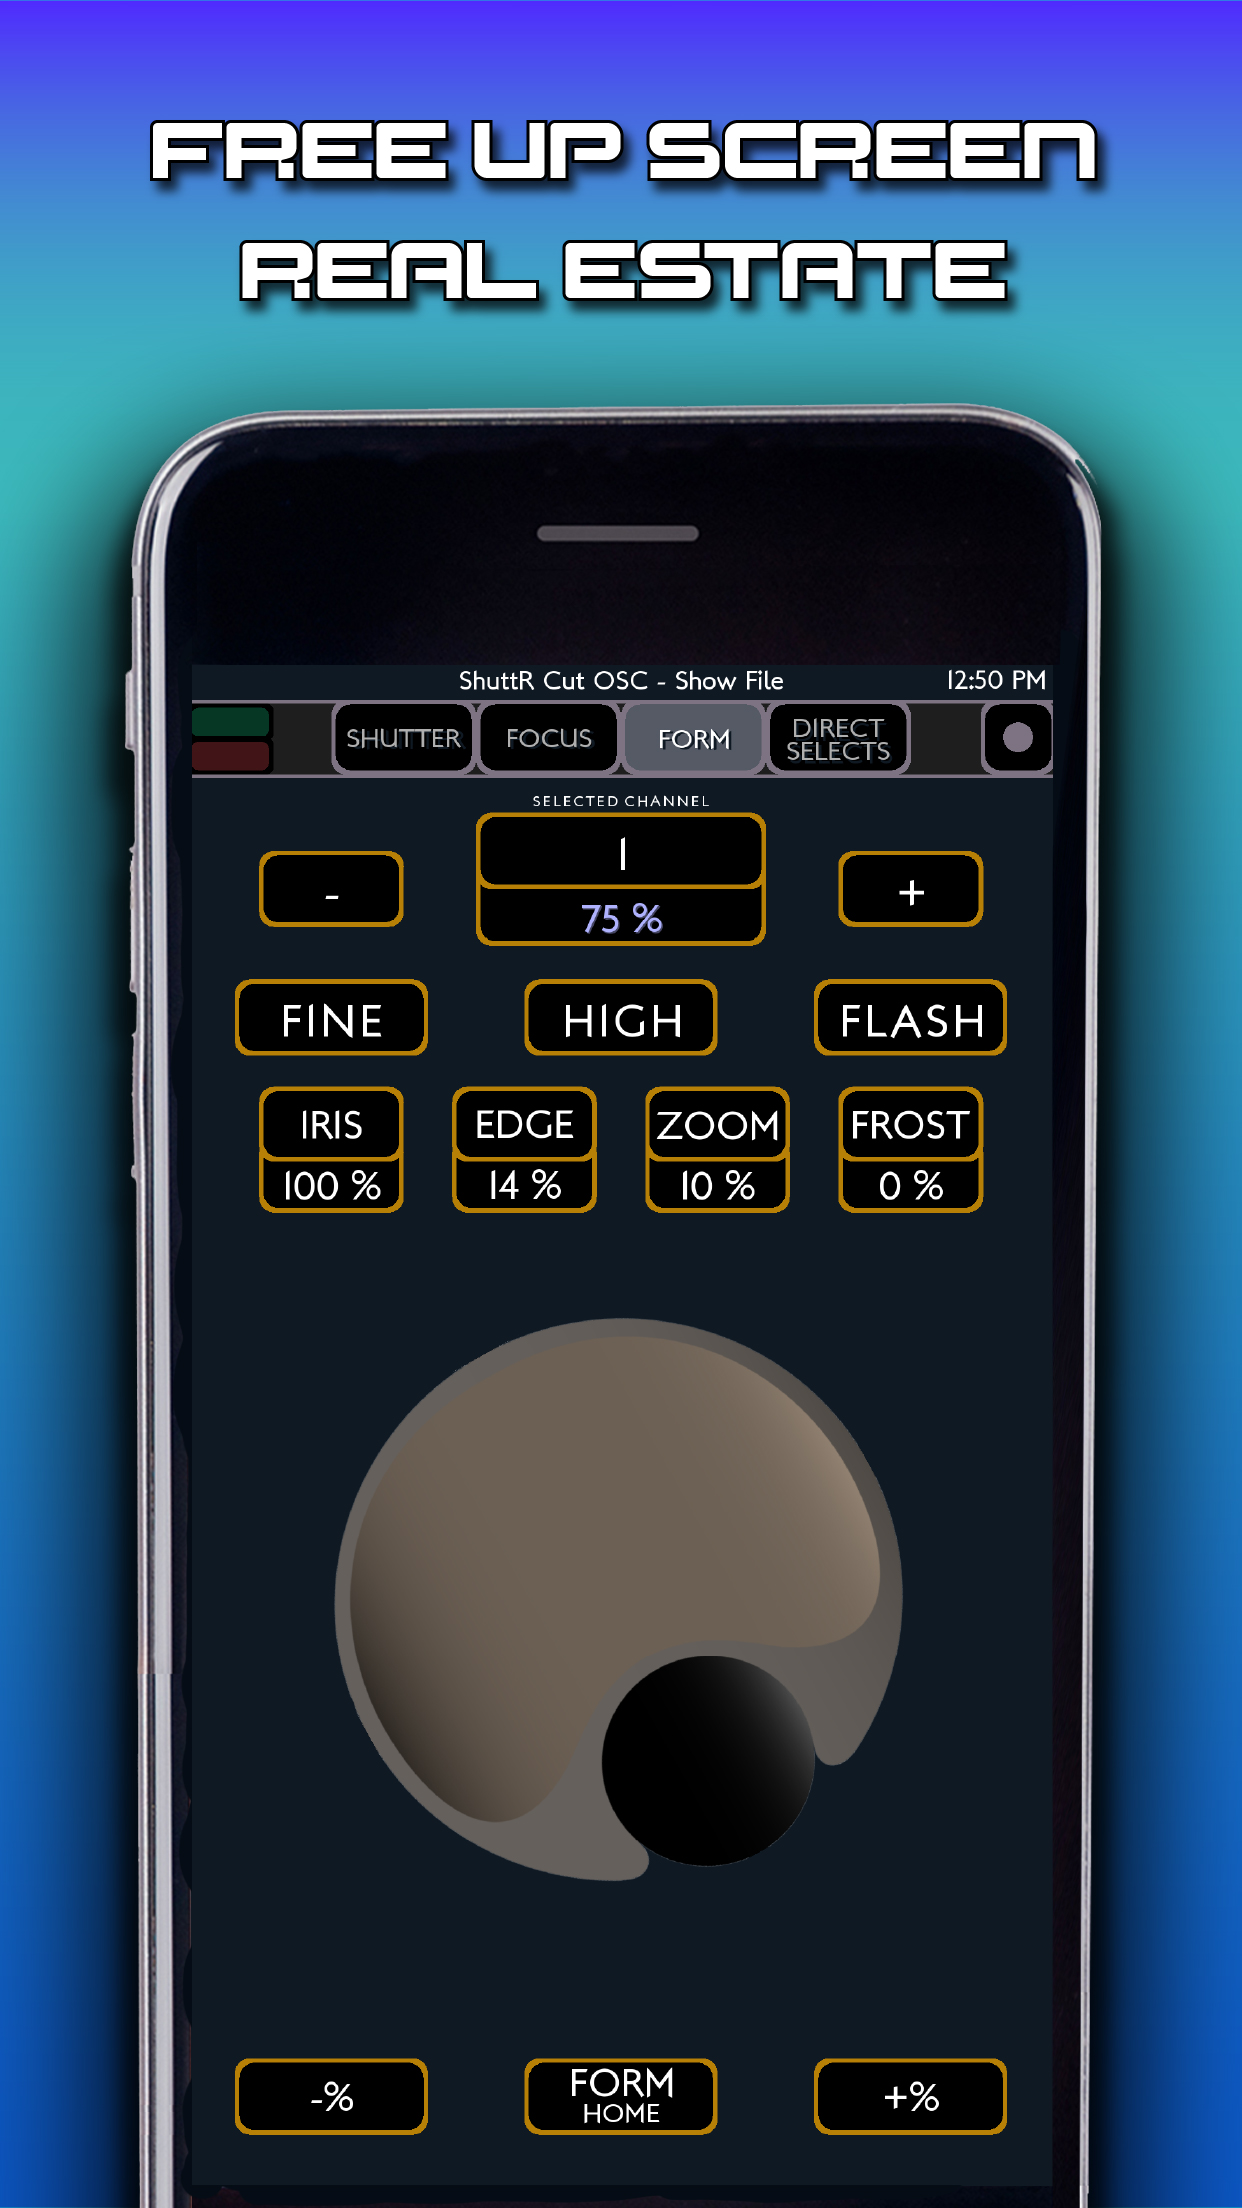 FREE UP SCREEN
REAL ESTATE
ShuttR Cut OSC - Show File
12:50 PM
SHUTTER
FOCUS
FORM
DIRECT
SELECTS
SELECTED CHANNEL
-
1
75 %
+
FINE
HIGH
FLASH
IRIS
EDGE
ZOOM
FROST
100 %
14 %
10 %
0 %
-%
FORM
HOME
+%